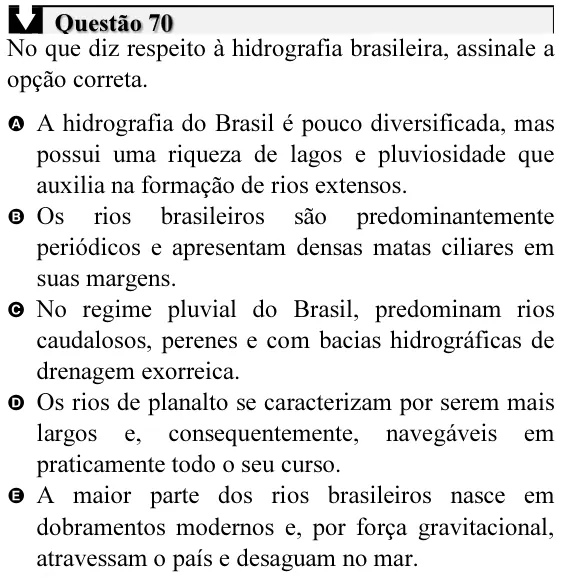 Questão 70
No que diz respeito à hidrografia brasileira, assinale a
opção correta.
A A hidrografia do Brasil é pouco diversificada, mas
possui uma riqueza de lagos e pluviosidade que
auxilia na formação de rios extensos.
B Os rios brasileiros são predominantemente
periódicos e apresentam densas matas ciliares em
suas margens.
C No regime pluvial do Brasil, predominam rios
caudalosos, perenes e com bacias hidrográficas de
drenagem exorreica.
D Os rios de planalto se caracterizam por serem mais
largos e, consequentemente, navegáveis em
praticamente todo o seu curso.
E A maior parte dos rios brasileiros nasce em
dobramentos modernos e, por força gravitacional,
atravessam o país e desaguam no mar.